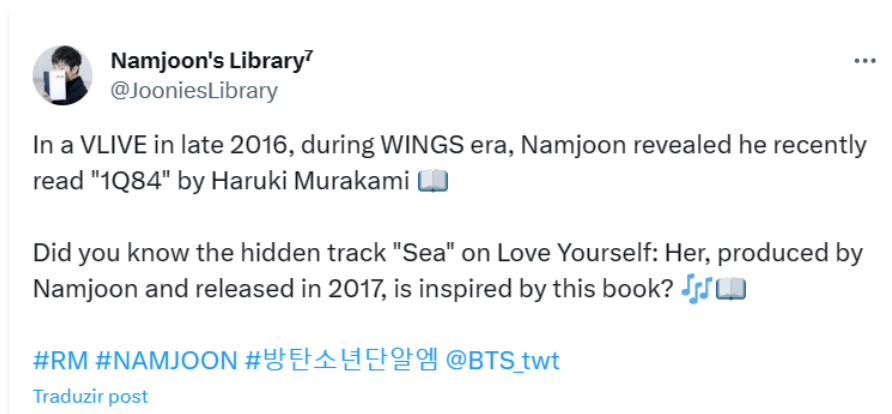 Namjoon's Library⁷
@JooniesLibrary
In a VLIVE in late 2016, during WINGS era, Namjoon revealed he recently
read "1Q84" by Haruki Murakami 📖
Did you know the hidden track "Sea" on Love Yourself: Her, produced by
Namjoon and released in 2017, is inspired by this book? 🎶📖
#RM #NAMJOON #방탄소년단알엠 @BTS_twt
Traduzir post